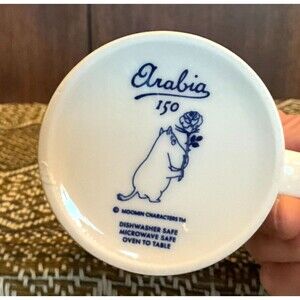 Arabia
150
© MOOMIN CHARACTERS TM
DISHWASHER SAFE
MICROWAVE SAFE
OVEN TO TABLE